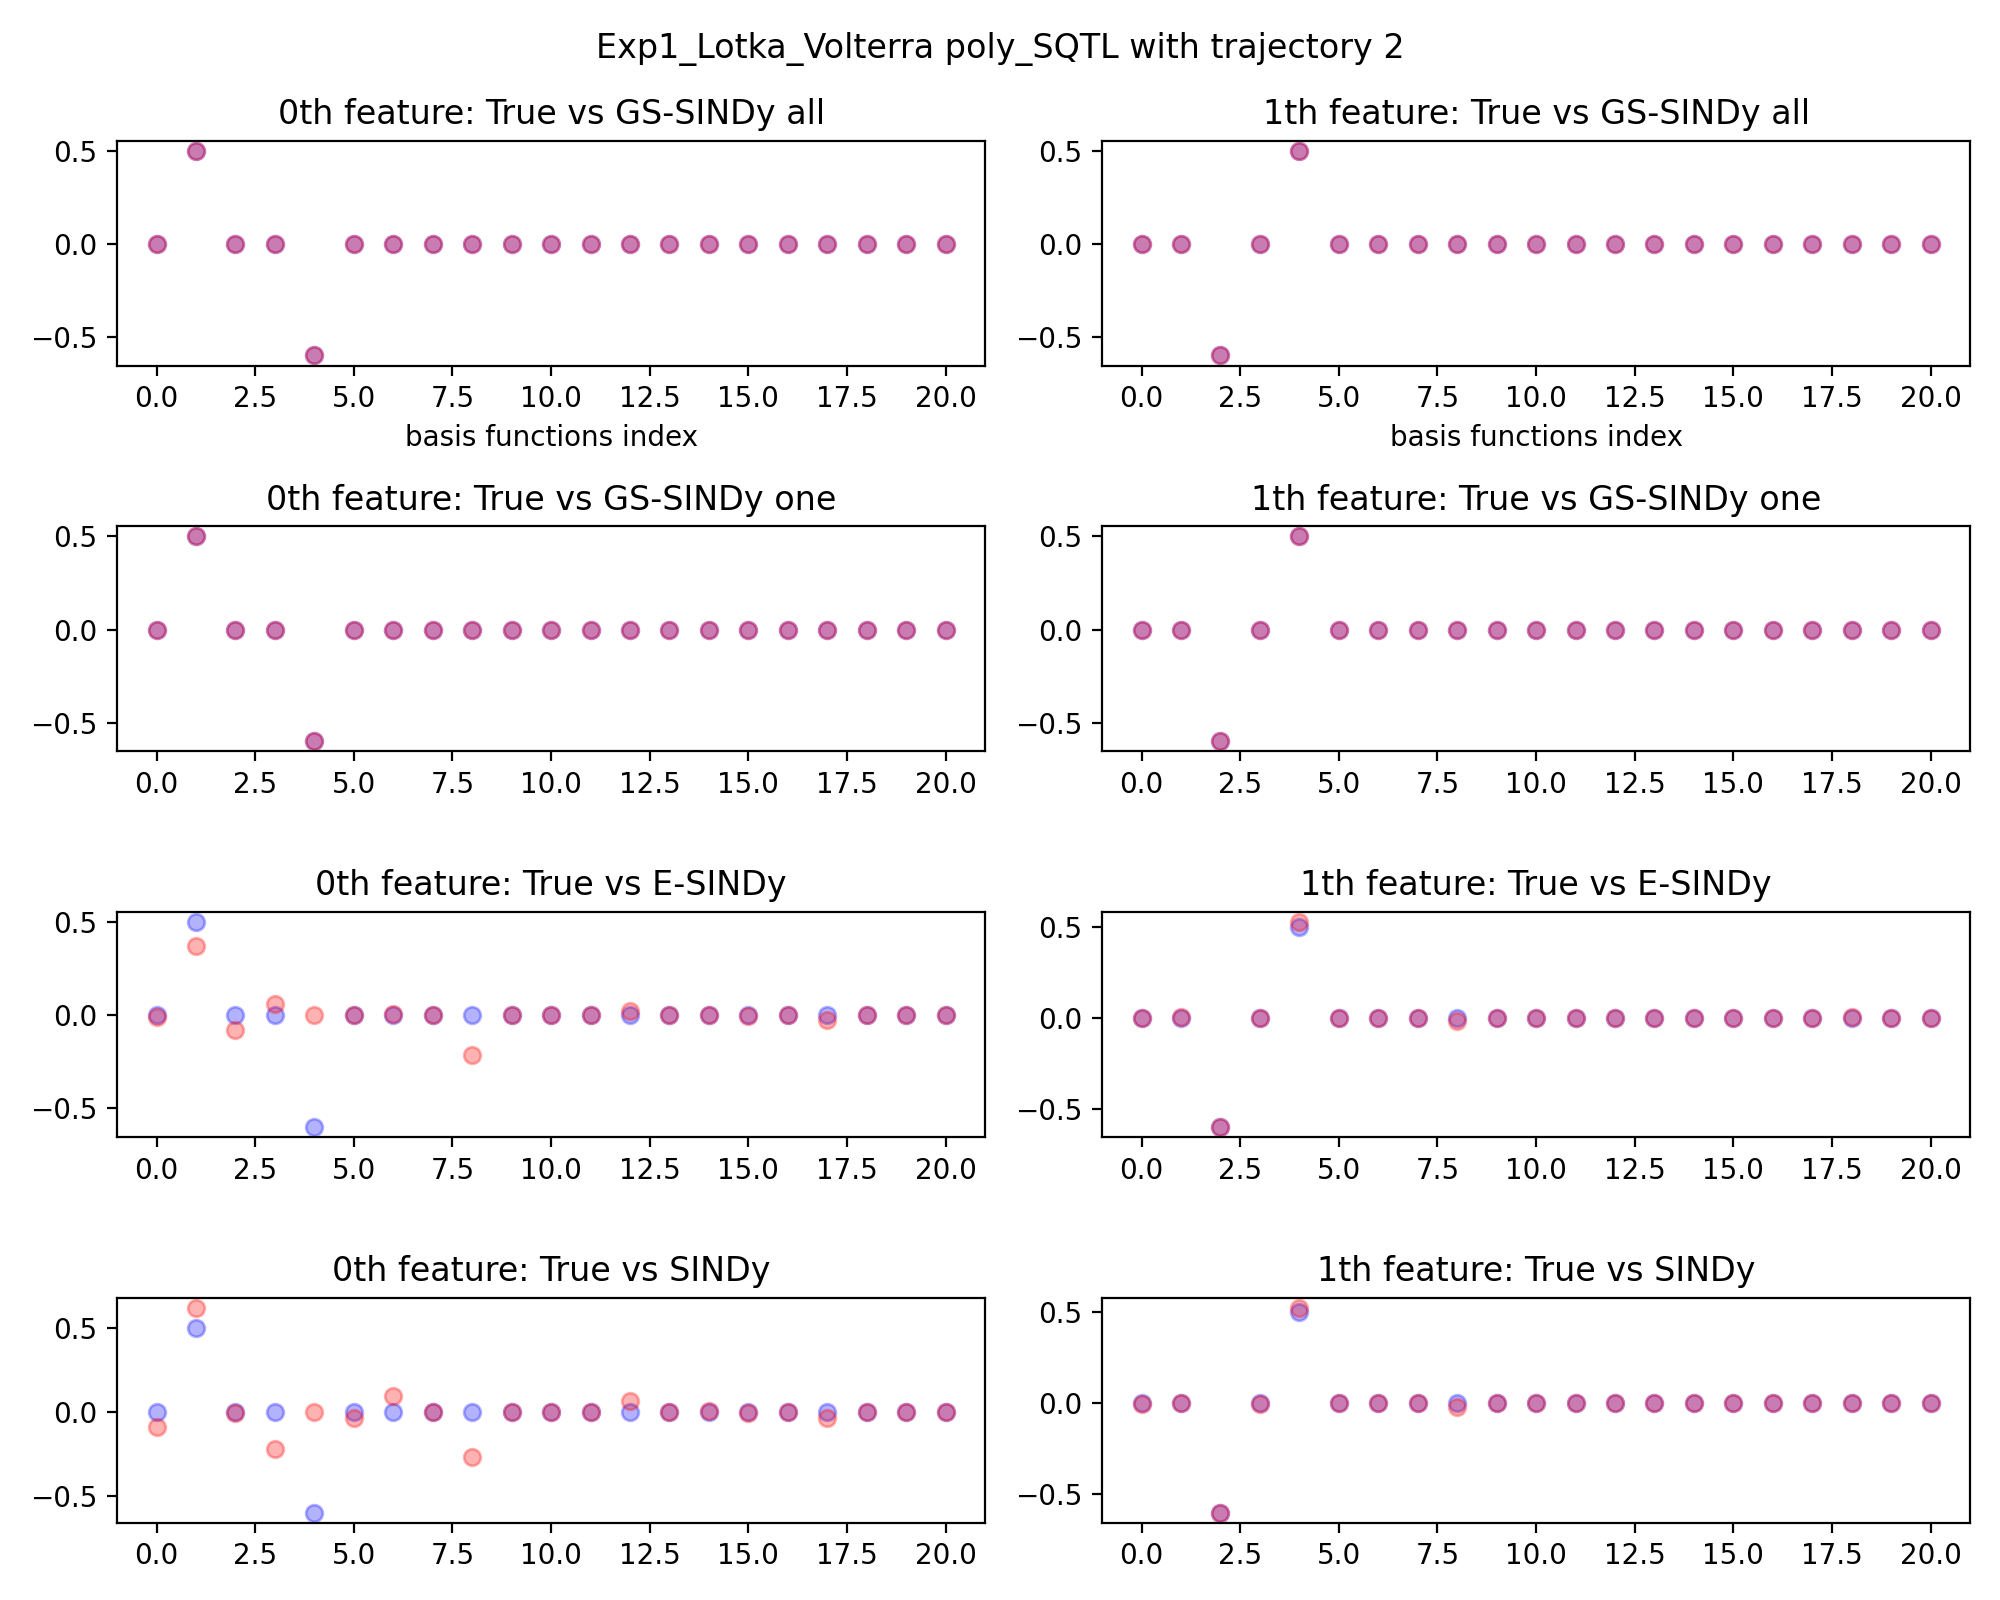 Exp1_Lotka_Volterra poly_SQTL with trajectory 2
0th feature: True vs GS-SINDy all
0.5
0.0
−0.5
0.0 2.5 5.0 7.5 10.0 12.5 15.0 17.5 20.0
basis functions index
1th feature: True vs GS-SINDy all
0.5
0.0
−0.5
0.0 2.5 5.0 7.5 10.0 12.5 15.0 17.5 20.0
basis functions index
0th feature: True vs GS-SINDy one
0.5
0.0
−0.5
0.0 2.5 5.0 7.5 10.0 12.5 15.0 17.5 20.0
1th feature: True vs GS-SINDy one
0.5
0.0
−0.5
0.0 2.5 5.0 7.5 10.0 12.5 15.0 17.5 20.0
0th feature: True vs E-SINDy
0.5
0.0
−0.5
0.0 2.5 5.0 7.5 10.0 12.5 15.0 17.5 20.0
1th feature: True vs E-SINDy
0.5
0.0
−0.5
0.0 2.5 5.0 7.5 10.0 12.5 15.0 17.5 20.0
0th feature: True vs SINDy
0.5
0.0
−0.5
0.0 2.5 5.0 7.5 10.0 12.5 15.0 17.5 20.0
1th feature: True vs SINDy
0.5
0.0
−0.5
0.0 2.5 5.0 7.5 10.0 12.5 15.0 17.5 20.0